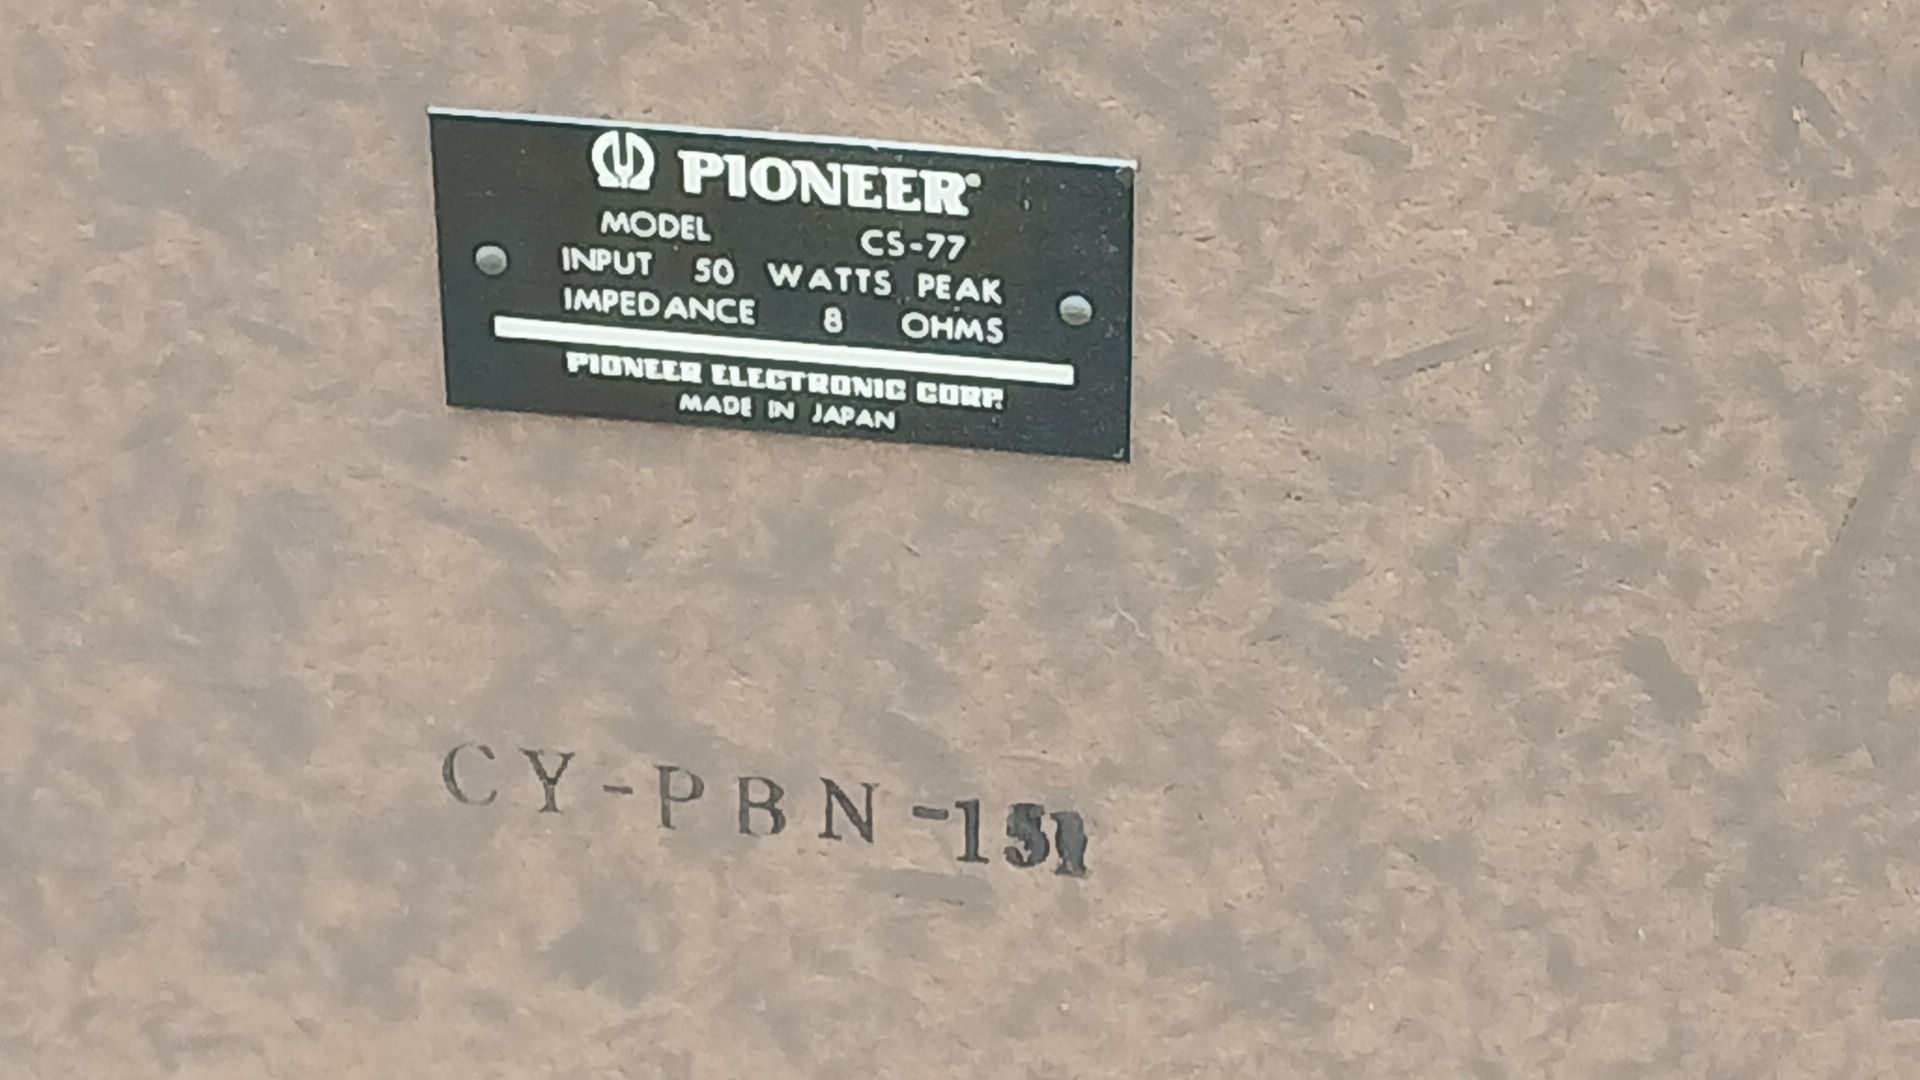 PIONEER®
MODEL CS-77
INPUT 50 WATTS PEAK
IMPEDANCE 8 OHMS
PIONEER ELECTRONIC CORP.
MADE IN JAPAN
CY-PBN-151